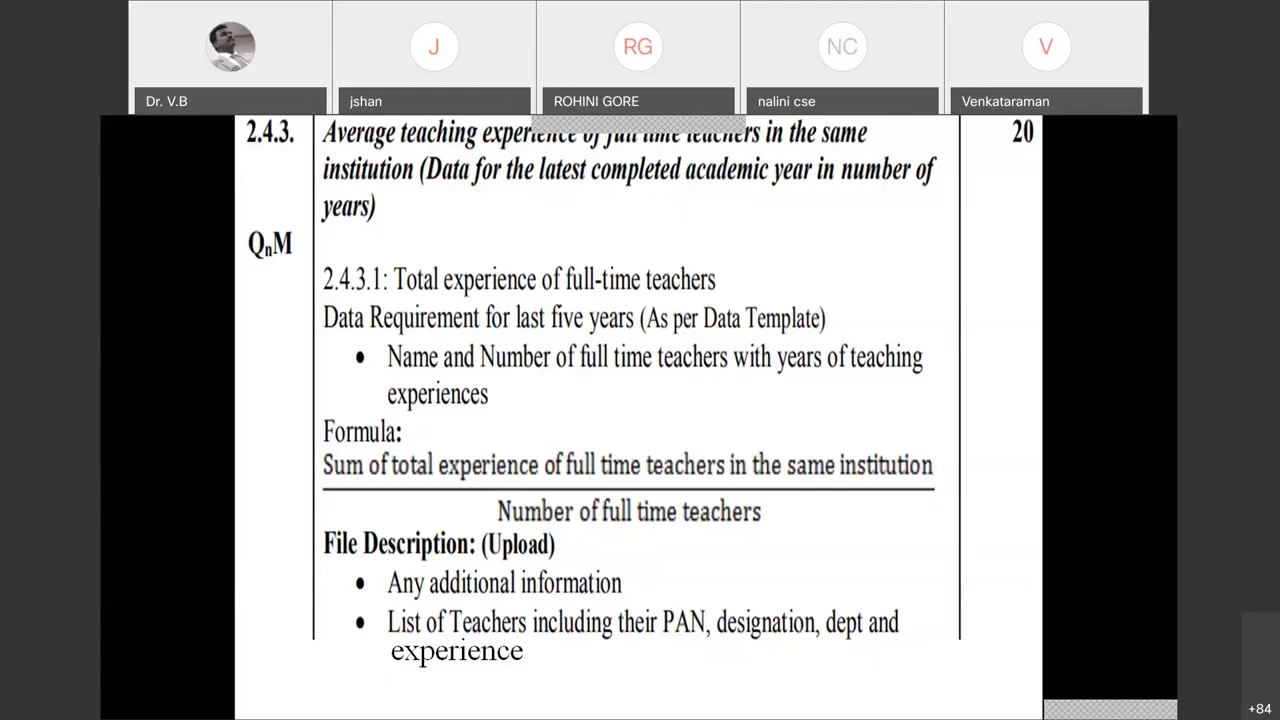 J
RG
NC
V
Dr. V.B
jshan
ROHINI GORE
nalini cse
Venkataraman
2.4.3.
Average teaching experience of full time teachers in the same
20
institution (Data for the latest completed academic year in number of
years)
QnM
2.4.3.1: Total experience of full-time teachers
Data Requirement for last five years (As per Data Template)
• Name and Number of full time teachers with years of teaching
experiences
Formula:
Sum of total experience of full time teachers in the same institution
Number of full time teachers
File Description: (Upload)
• Any additional information
• List of Teachers including their PAN, designation, dept and
experience
+84